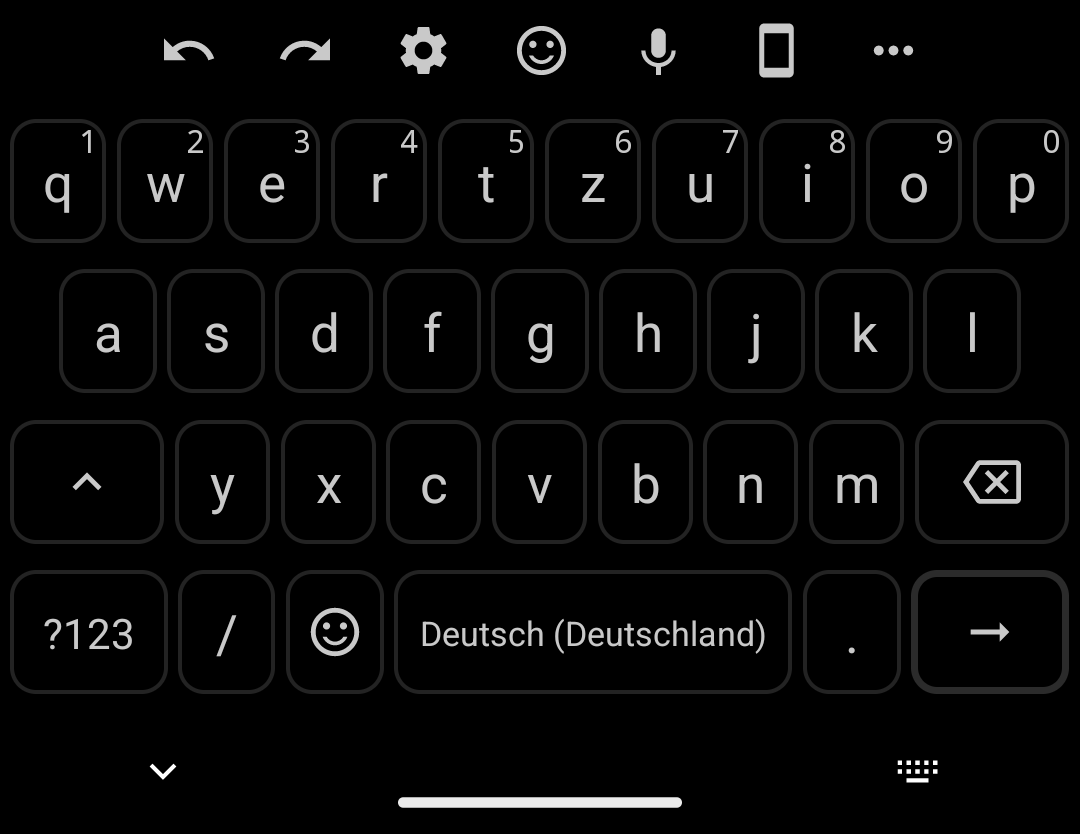 1 2 3 4 5 6 7 8 9 0
q w e r t z u i o p
a s d f g h j k l
y x c v b n m
?123 / Deutsch (Deutschland) .